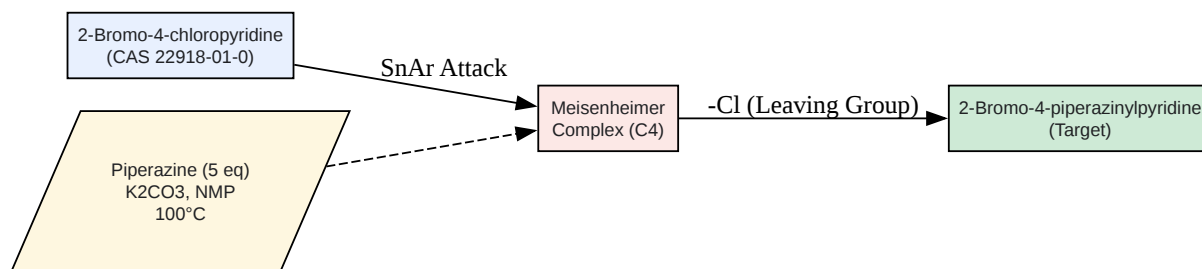 2-Bromo-4-chloropyridine
(CAS 22918-01-0)
SnAr Attack
Piperazine (5 eq)
K2CO3, NMP
100°C
Meisenheimer
Complex (C4)
-Cl (Leaving Group)
2-Bromo-4-piperazinylpyridine
(Target)